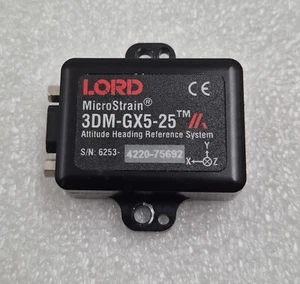 LORD CE
MicroStrain®
3DM-GX5-25™
Attitude Heading Reference System
S/N: 6253- 4220-75692
Y
X Z